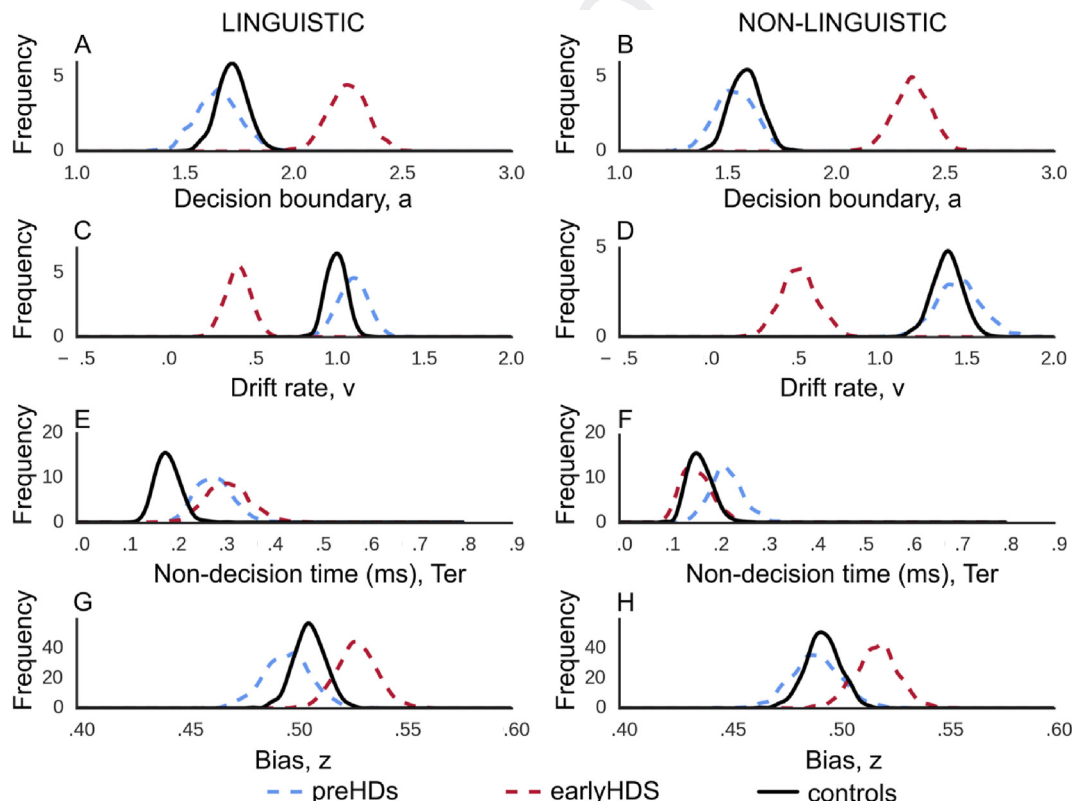 LINGUISTIC NON-LINGUISTIC
A B
Frequency Frequency
5 5
0 0
1.0 1.5 2.0 2.5 3.0 1.0 1.5 2.0 2.5 3.0
Decision boundary, a Decision boundary, a
C D
Frequency Frequency
5 5
0 0
- .5 .0 .5 1.0 1.5 2.0 - .5 .0 .5 1.0 1.5 2.0
Drift rate, v Drift rate, v
E F
Frequency Frequency
20 20
10 10
0 0
.0 .1 .2 .3 .4 .5 .6 .7 .8 .9 .0 .1 .2 .3 .4 .5 .6 .7 .8 .9
Non-decision time (ms), Ter Non-decision time (ms), Ter
G H
Frequency Frequency
40 40
20 20
0 0
.40 .45 .50 .55 .60 .40 .45 .50 .55 .60
Bias, z Bias, z
preHDs earlyHDS controls